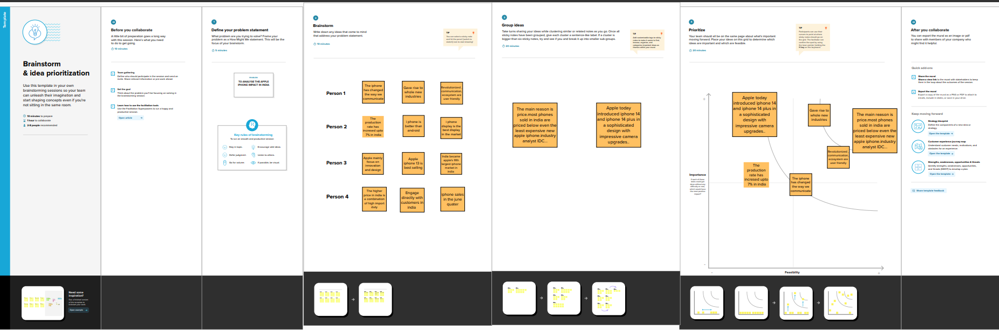 Template
Brainstorm
& idea prioritization
Use this template in your own
brainstorming sessions so your team
can unleash their imagination and
start shaping concepts even if you're
not sitting in the same room.
10 minutes to prepare
1 hour to collaborate
2-8 people recommended
Need some
inspiration?
See a finished version
of this template to
kickstart your work.
Open example
Before you collaborate
A little bit of preparation goes a long way
with this session. Here's what you need
to do to get going.
10 minutes
Team gathering
Define who should participate in the session and send an
invite. Share relevant information or pre-work ahead.
Set the goal
Think about the problem you'll be focusing on solving in
the brainstorming session.
Learn how to use the facilitation tools
Use the Facilitation Superpowers to run a happy and
productive session.
Open article
1
Define your problem statement
What problem are you trying to solve? Frame your
problem as a How Might We statement. This will be the
focus of your brainstorm.
5 minutes
PROBLEM
TO ANALYSE THE APPLE
IPHONE IMPACT IN INDIA
Key rules of brainstorming
To run an smooth and productive session
Stay in topic.
Encourage wild ideas.
Defer judgment.
Listen to others.
Go for volume.
If possible, be visual.
2
Brainstorm
Write down any ideas that come to mind
that address your problem statement.
10 minutes
TIP
You can select a sticky note
and hit the pencil [switch to
sketch] icon to start drawing!
Person 1
The iphone
has changed
the way we
communicate
Gave rise to
whole new
industries
Revolutionized ,
communication,
ecosystem are
user friendly
Person 2
The
production
rate has
incresed upto
7% in india
i phone is
better than
android
i phone
display is the
best display
in the market
Person 3
Apple mainly
focus on
innovation
and design
Apple
iphone 13 is
best selling
India became
apple's fifth
largest iphone
market in
india
Person 4
The higher
price in india is
a combination
of high import
duty
Engage
directly with
customers in
india
iphone sales
in the june
quater
3
Group ideas
Take turns sharing your ideas while clustering similar or related notes as you go. Once all
sticky notes have been grouped, give each cluster a sentence-like label. If a cluster is
bigger than six sticky notes, try and see if you and break it up into smaller sub-groups.
20 minutes
TIP
Add customizable tags to sticky
notes to make it easier to find,
browse, organize, and
categorize important ideas as
themes within your mural.
The main reason is
price.most phones
sold in india are
priced below even the
least expensive new
apple iphone.industry
analyst IDC...
Apple today
introduced iphone 14
and iphone 14 plus in
a sophisticated
design with
impressive camera
upgrades..
4
Prioritize
Your team should all be on the same page about what's important
moving forward. Place your ideas on this grid to determine which
ideas are important and which are feasible.
20 minutes
TIP
Participants can use their
cursors to point at where
sticky notes should go on
the grid. The facilitator can
confirm the spot by using
the laser pointer holding the
H key on the keyboard.
+
Apple today
introduced iphone 14
and iphone 14 plus in
a sophisticated
design with
impressive camera
upgrades..
Gave rise to
whole new
industries
The main reason is
price.most phones
sold in india are
priced below even the
least expensive new
apple iphone.industry
analyst IDC...
Revolutionized ,
communication,
ecosystem are
user friendly
The
production
rate has
incresed upto
7% in india
The iphone
has changed
the way we
communicate
Importance
If each of these
tasks could get
done without any
difficulty or cost,
which would have
the most positive
impact?
-
-
Feasibility
+
After you collaborate
You can export the mural as an image or pdf
to share with members of your company who
might find it helpful.
Quick add-ons
Share the mural
Share a view link to the mural with stakeholders to keep
them in the loop about the outcomes of the session.
Export the mural
Export a copy of the mural as a PNG or PDF to attach to
emails, include in slides, or save in your drive.
Keep moving forward
Strategy blueprint
Define the components of a new idea or
strategy.
Open the template
Customer experience journey map
Understand customer needs, motivations, and
obstacles for an experience.
Open the template
Strengths, weaknesses, opportunities & threats
Identify strengths, weaknesses, opportunities,
and threats (SWOT) to develop a plan.
Open the template
Share template feedback